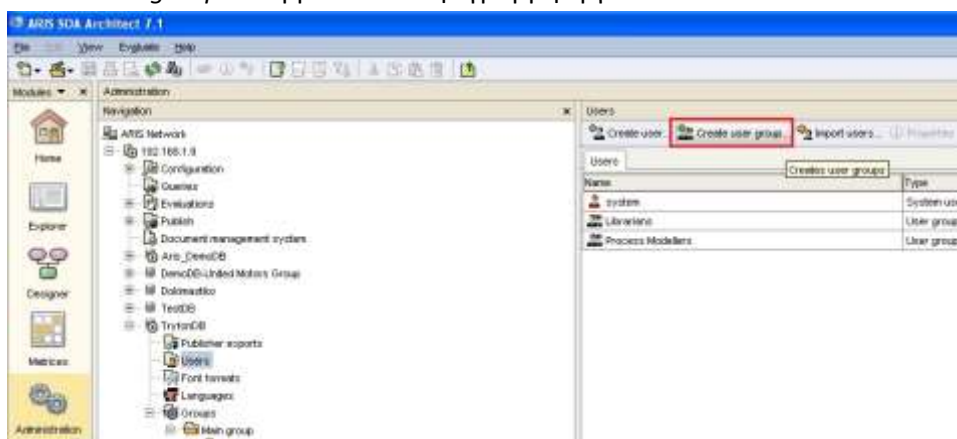 ARIS SOA Architect 7.1
File View Evaluate Help
Modules Administration
Navigation
Users
ARIS Network
Create user Create user group... Import users... Properties
192.168.1.9
Home
Configuration
Users
Creates user groups
Queries
Name Type
Evaluations
system System use
Publish
Librarians User group
Explorer
Document management system
Process Modellers User group
Aris_DemoDB
DemoDB-United Motors Group
Designer
Dolomastiko
TestDB
TrytonDB
Publisher exports
Matrices
Users
Font formats
Languages
Groups
Administration
Main group